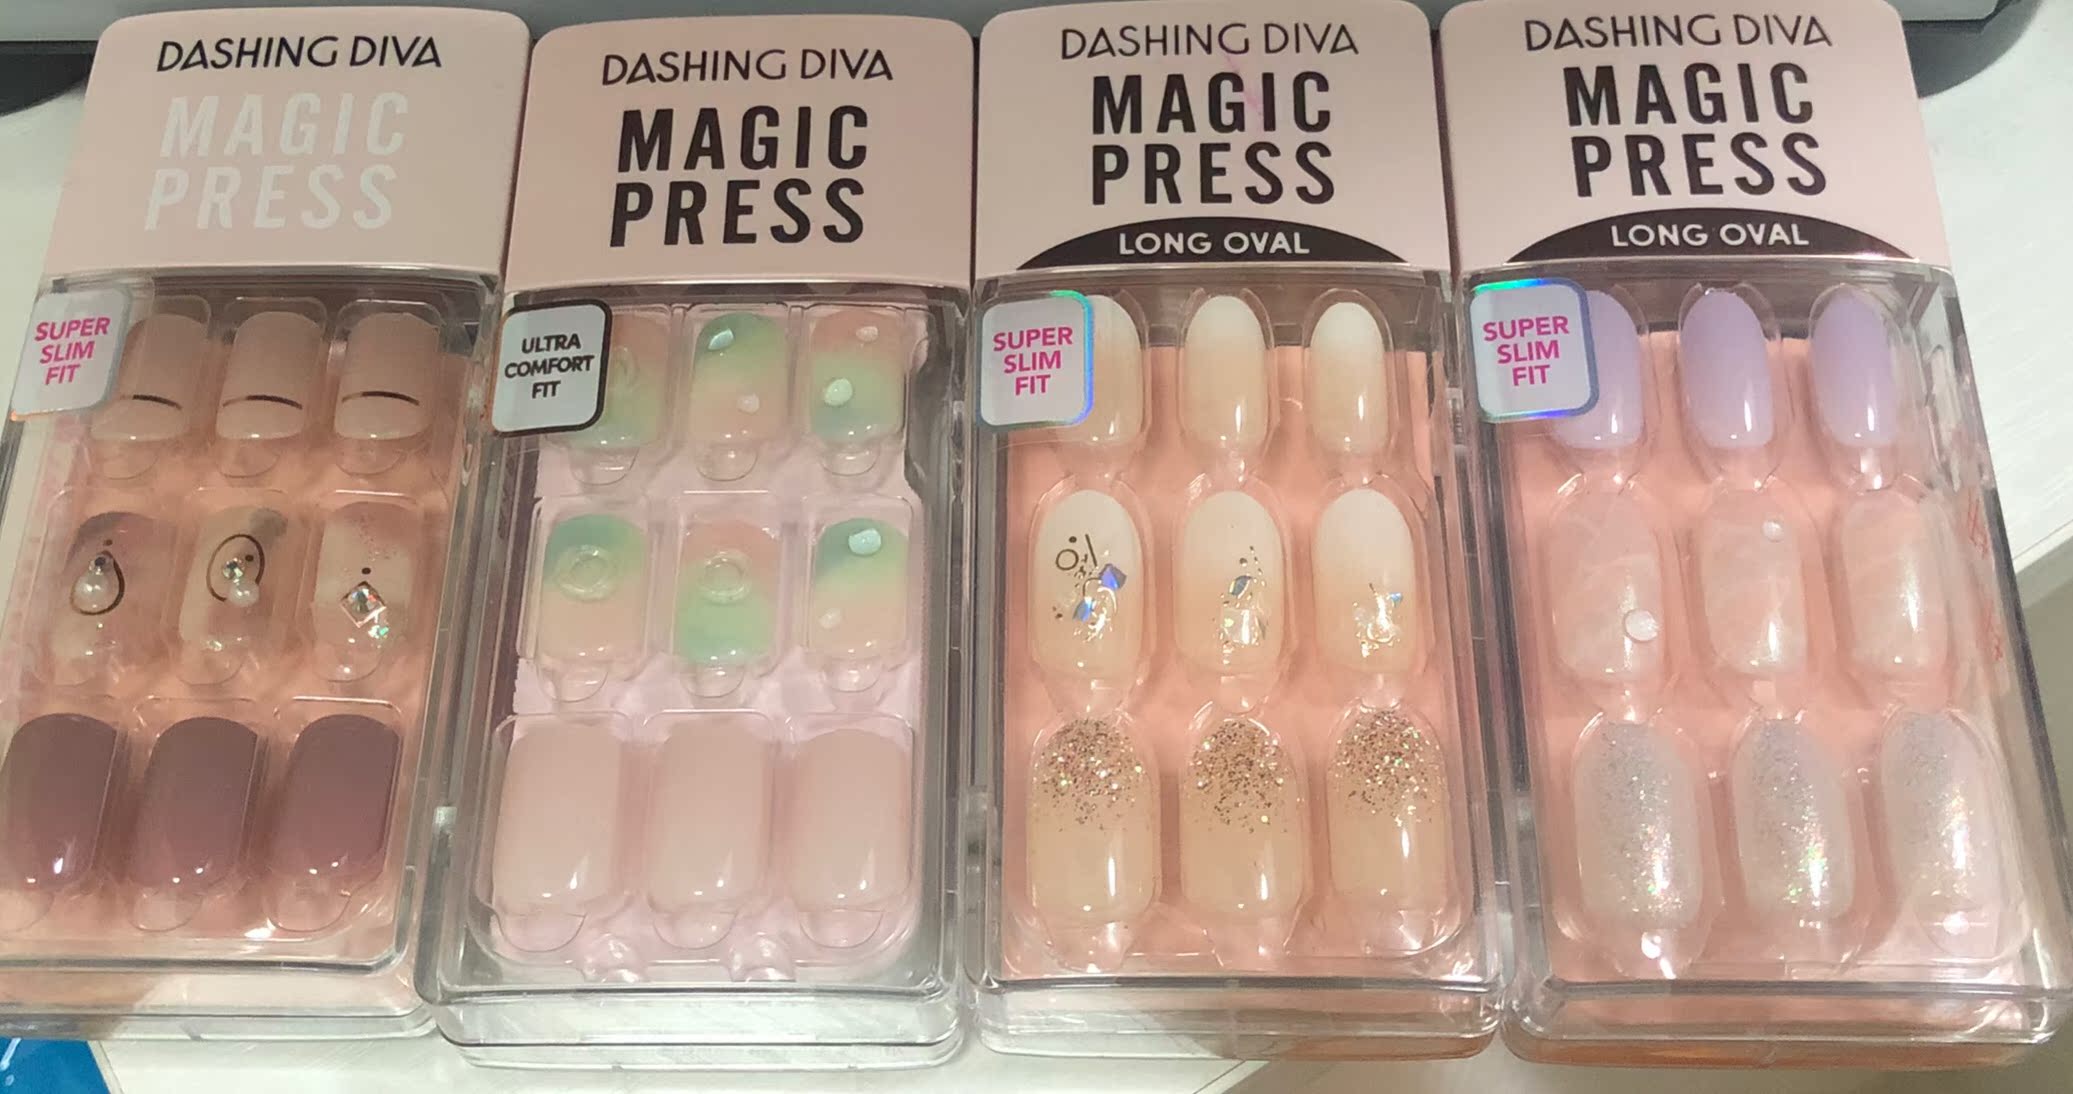 DASHING DIVA
MAGIC
PRESS
SUPER
SLIM
FIT
DASHING DIVA
MAGIC
PRESS
ULTRA
COMFORT
FIT
DASHING DIVA
MAGIC
PRESS
LONG OVAL
SUPER
SLIM
FIT
DASHING DIVA
MAGIC
PRESS
LONG OVAL
SUPER
SLIM
FIT